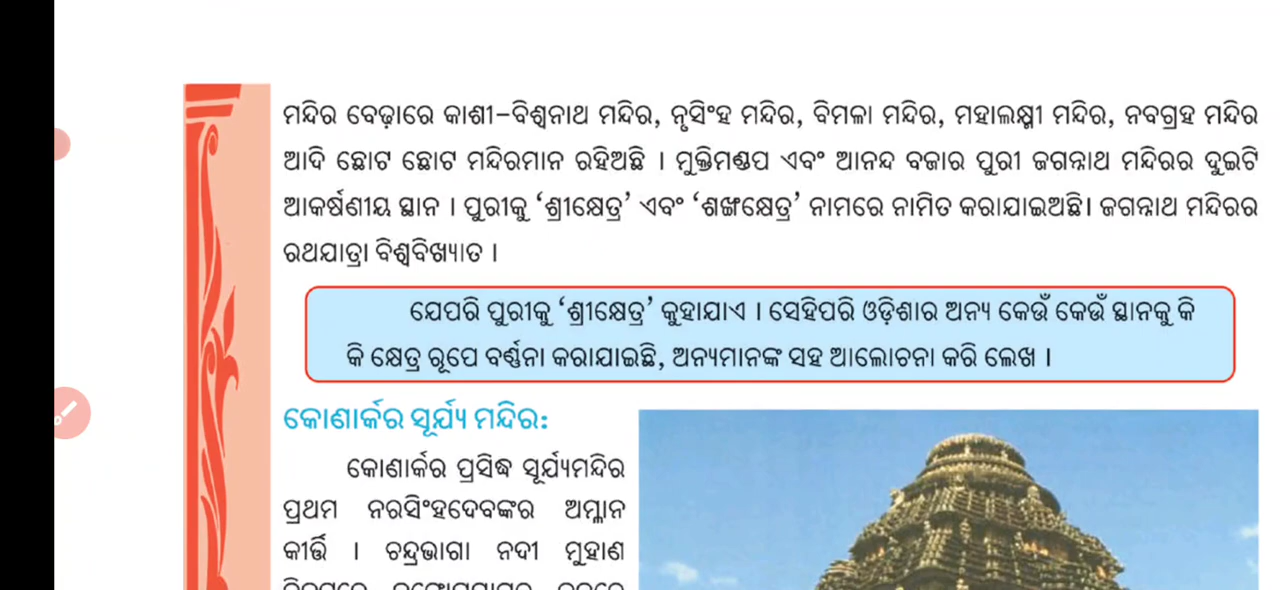 ମନ୍ଦିର ବେଢ଼ାରେ କାଶୀ-ବିଶ୍ୱନାଥ ମନ୍ଦିର, ନୃସିଂହ ମନ୍ଦିର, ବିମଳା ମନ୍ଦିର, ମହାଲକ୍ଷ୍ମୀ ମନ୍ଦିର, ନବଗ୍ରହ ମନ୍ଦିର
ଆଦି ଛୋଟ ଛୋଟ ମନ୍ଦିରମାନ ରହିଅଛି । ମୁକ୍ତିମଣ୍ଡପ ଏବଂ ଆନନ୍ଦ ବଜାର ପୁରୀ ଜଗନ୍ନାଥ ମନ୍ଦିରର ଦୁଇଟି
ଆକର୍ଷଣୀୟ ସ୍ଥାନ । ପୁରୀକୁ ‘ଶ୍ରୀକ୍ଷେତ୍ର’ ଏବଂ ‘ଶଙ୍ଖକ୍ଷେତ୍ର’ ନାମରେ ନାମିତ କରାଯାଇଅଛି। ଜଗନ୍ନାଥ ମନ୍ଦିରର
ରଥଯାତ୍ରା ବିଶ୍ୱବିଖ୍ୟାତ ।
ଯେପରି ପୁରୀକୁ ‘ଶ୍ରୀକ୍ଷେତ୍ର’ କୁହାଯାଏ । ସେହିପରି ଓଡ଼ିଶାର ଅନ୍ୟ କେଉଁ କେଉଁ ସ୍ଥାନକୁ କି
କି କ୍ଷେତ୍ର ରୂପେ ବର୍ଣ୍ଣନା କରାଯାଇଛି, ଅନ୍ୟମାନଙ୍କ ସହ ଆଲୋଚନା କରି ଲେଖ ।
କୋଣାର୍କର ସୂର୍ଯ୍ୟ ମନ୍ଦିର:
କୋଣାର୍କର ପ୍ରସିଦ୍ଧ ସୂର୍ଯ୍ୟମନ୍ଦିର
ପ୍ରଥମ ନରସିଂହଦେବଙ୍କର ଅମ୍ଳାନ
କୀର୍ତ୍ତି । ଚନ୍ଦ୍ରଭାଗା ନଦୀ ମୁହାଣ